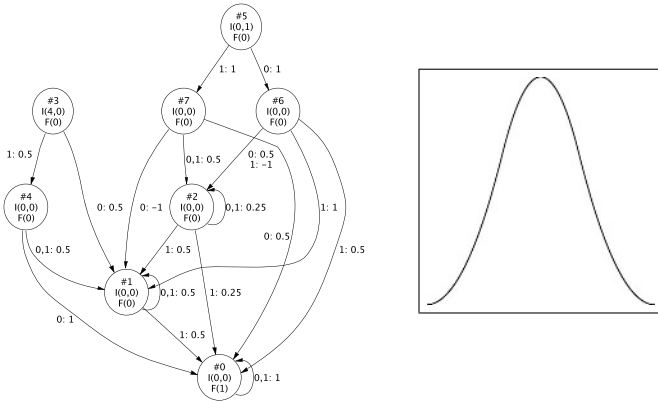 #5
I(0,1)
F(0)
1: 1
0: 1
#3
I(4,0)
F(0)
#7
I(0,0)
F(0)
#6
I(0,0)
F(0)
1: 0.5
0,1: 0.5
0: 0.5
1: -1
#4
I(0,0)
F(0)
0: 0.5
0: -1
#2
I(0,0)
F(0)
0,1: 0.25
1: 1
0,1: 0.5
1: 0.5
0: 0.5
1: 0.5
#1
I(0,0)
F(0)
0,1: 0.5
1: 0.25
0: 1
1: 0.5
#0
I(0,0)
F(1)
0,1: 1